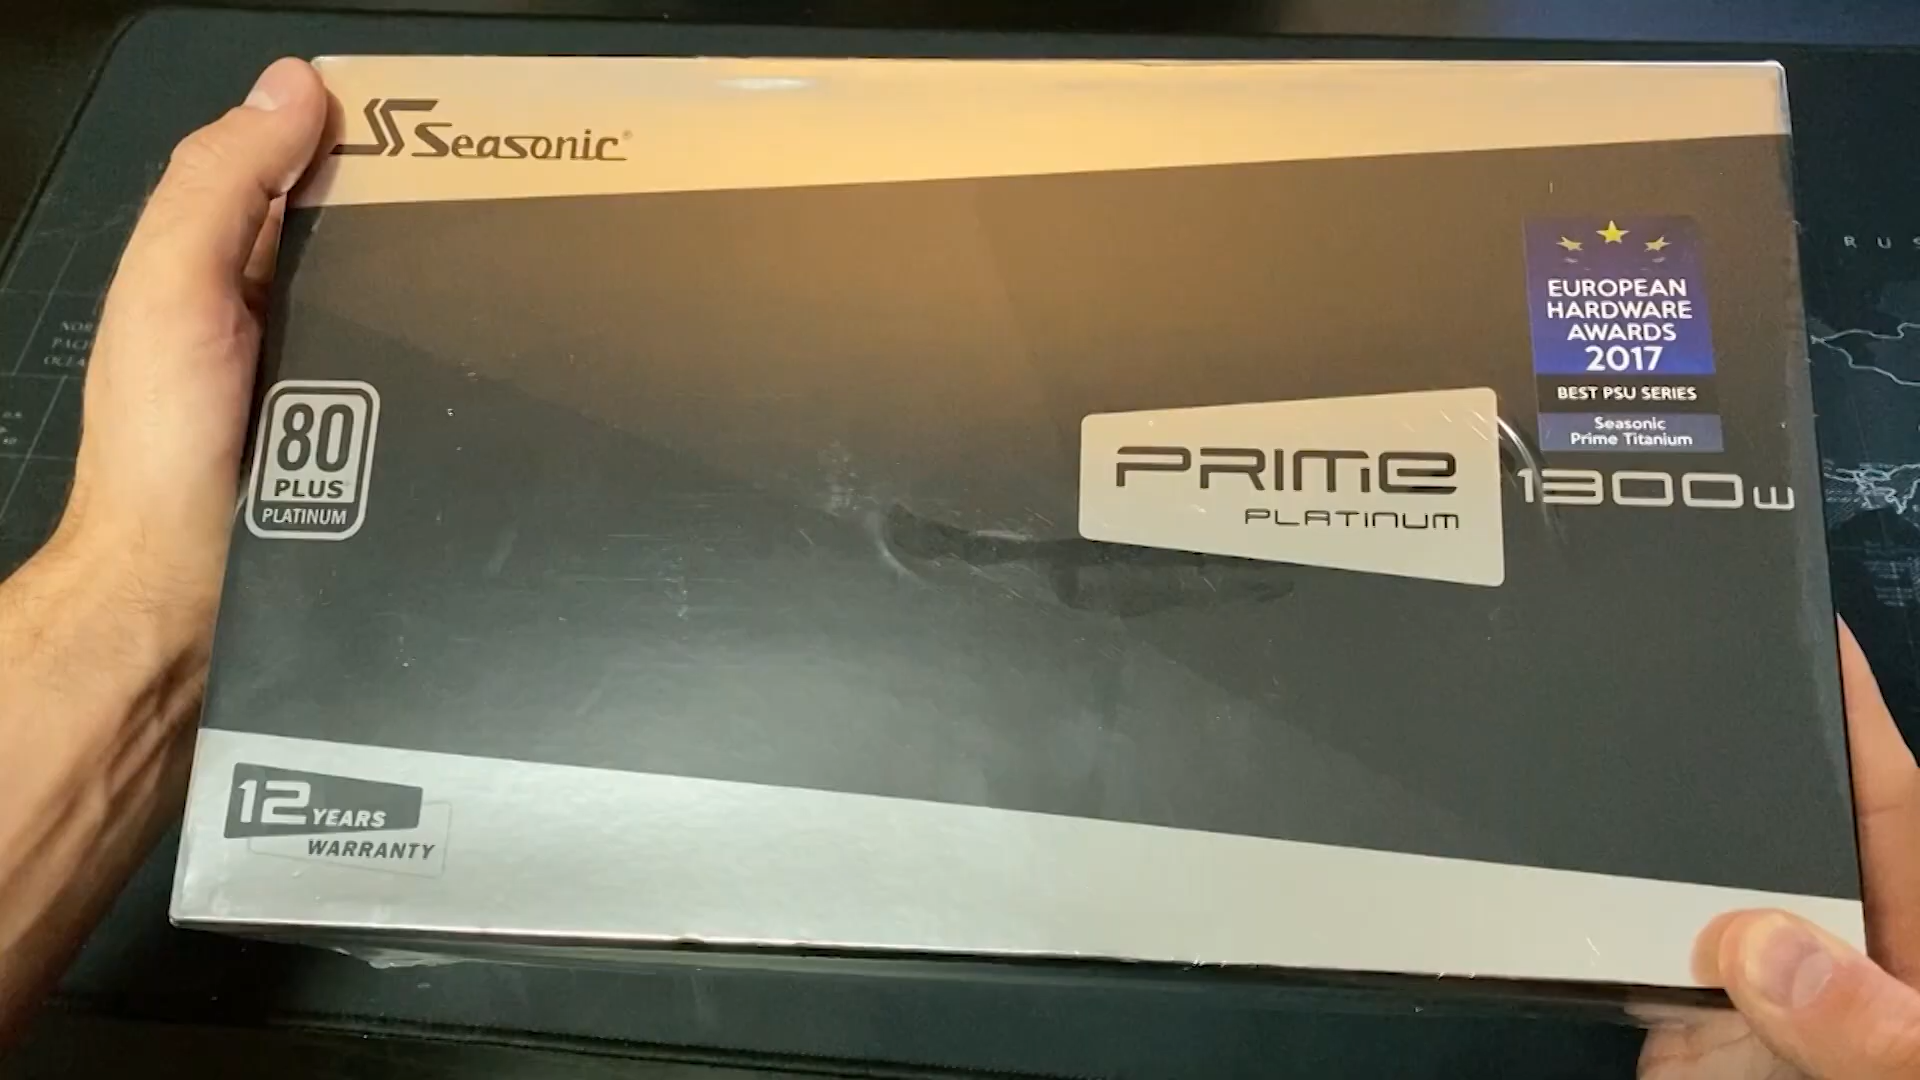 Seasonic®
EUROPEAN
HARDWARE
AWARDS
2017
BEST PSU SERIES
Seasonic
Prime Titanium
80
PLUS
PLATINUM
PRIME
PLATINUM
1300W
12 YEARS
WARRANTY
R U S